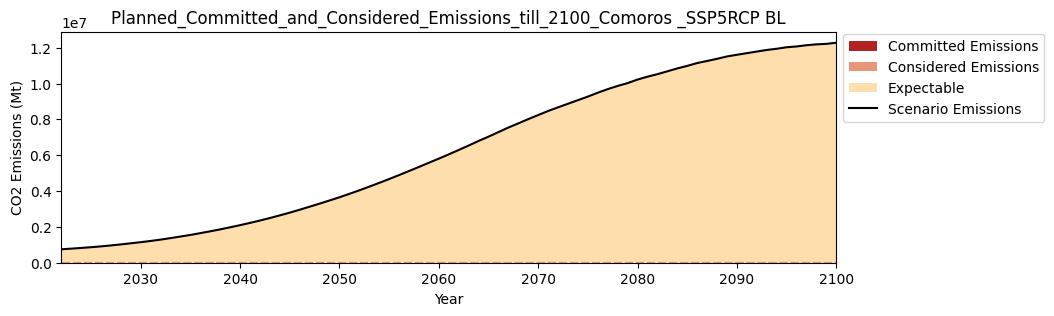 Planned_Committed_and_Considered_Emissions_till_2100_Comoros _SSP5RCP BL
1e7
1.2
1.0
0.8
0.6
0.4
0.2
0.0
CO2 Emissions (Mt)
2030 2040 2050 2060 2070 2080 2090 2100
Year
Committed Emissions
Considered Emissions
Expectable
Scenario Emissions